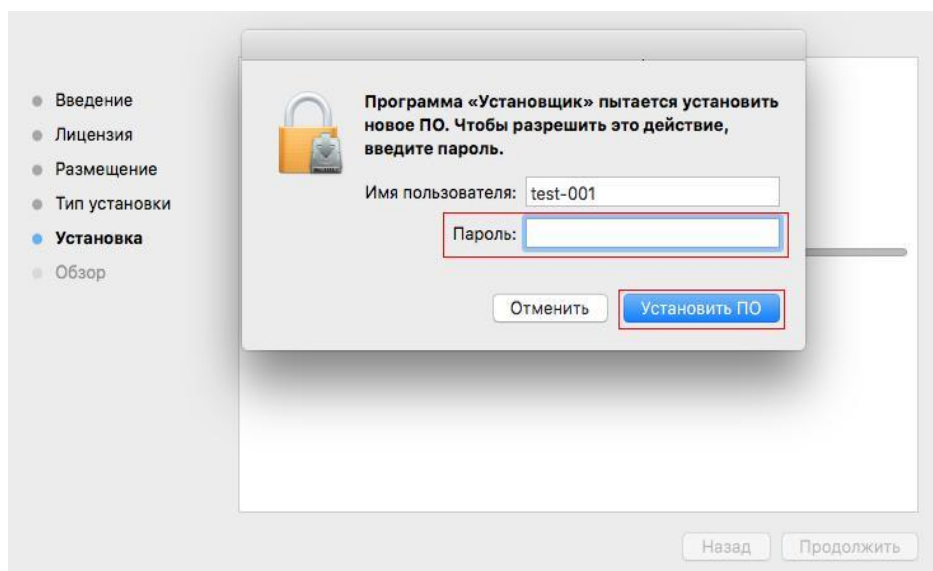 Введение
Лицензия
Размещение
Тип установки
Установка
Обзор
Программа «Установщик» пытается установить
новое ПО. Чтобы разрешить это действие,
введите пароль.
Имя пользователя: test-001
Пароль:
Отменить Установить ПО
Назад Продолжить